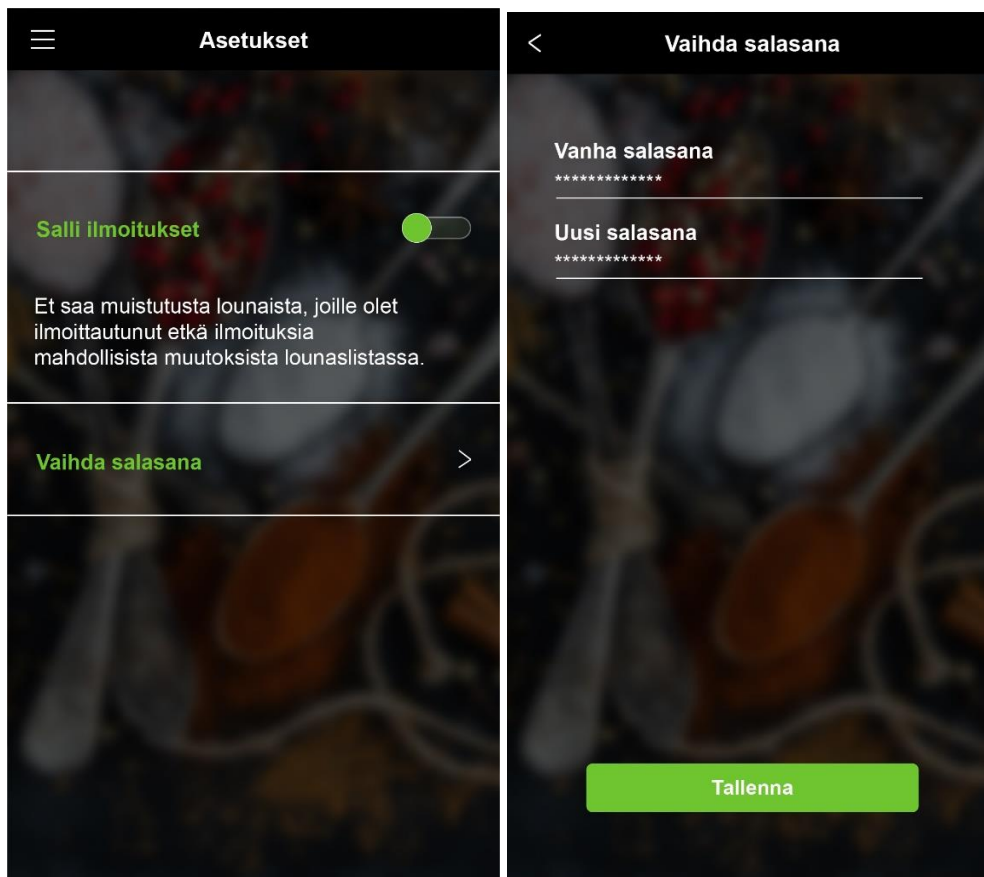 Asetukset
Salli ilmoitukset
Et saa muistutusta lounaista, joille olet
ilmoittautunut etkä ilmoituksia
mahdollisista muutoksista lounaslistassa.
Vaihda salasana
Vaihda salasana
Vanha salasana
*************
Uusi salasana
*************
Tallenna